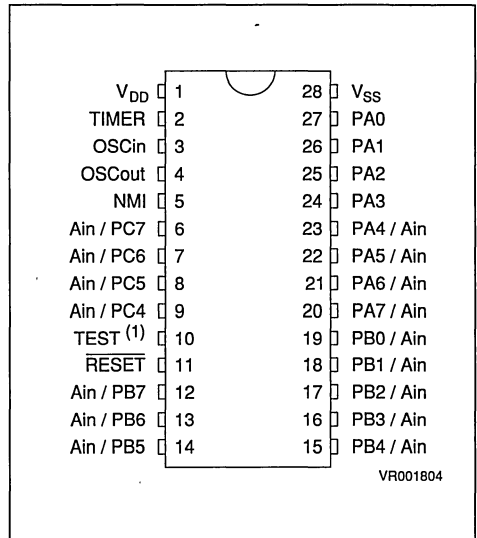 V_DD 1 28 V_SS
TIMER 2 27 PA0
OSCin 3 26 PA1
OSCout 4 25 PA2
NMI 5 24 PA3
Ain / PC7 6 23 PA4 / Ain
Ain / PC6 7 22 PA5 / Ain
Ain / PC5 8 21 PA6 / Ain
Ain / PC4 9 20 PA7 / Ain
TEST (1) 10 19 PB0 / Ain
RESET 11 18 PB1 / Ain
Ain / PB7 12 17 PB2 / Ain
Ain / PB6 13 16 PB3 / Ain
Ain / PB5 14 15 PB4 / Ain
VR001804